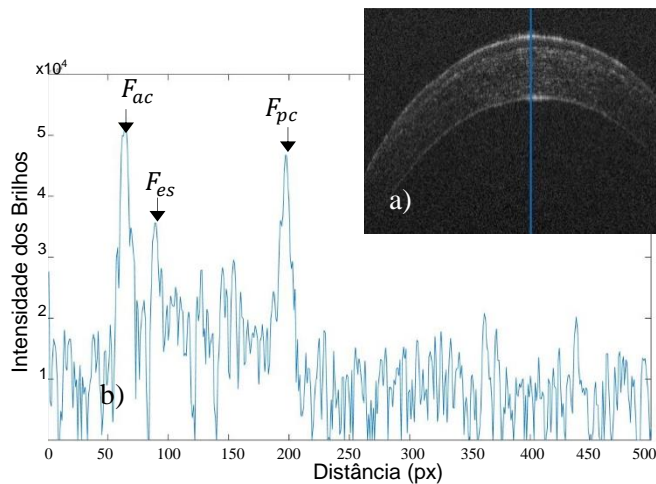 x10⁴
F_ac
F_es
F_pc
a)
b)
Intensidade dos Brilhos
5
4
3
2
1
0 50 100 150 200 250 300 350 400 450 500
Distância (px)